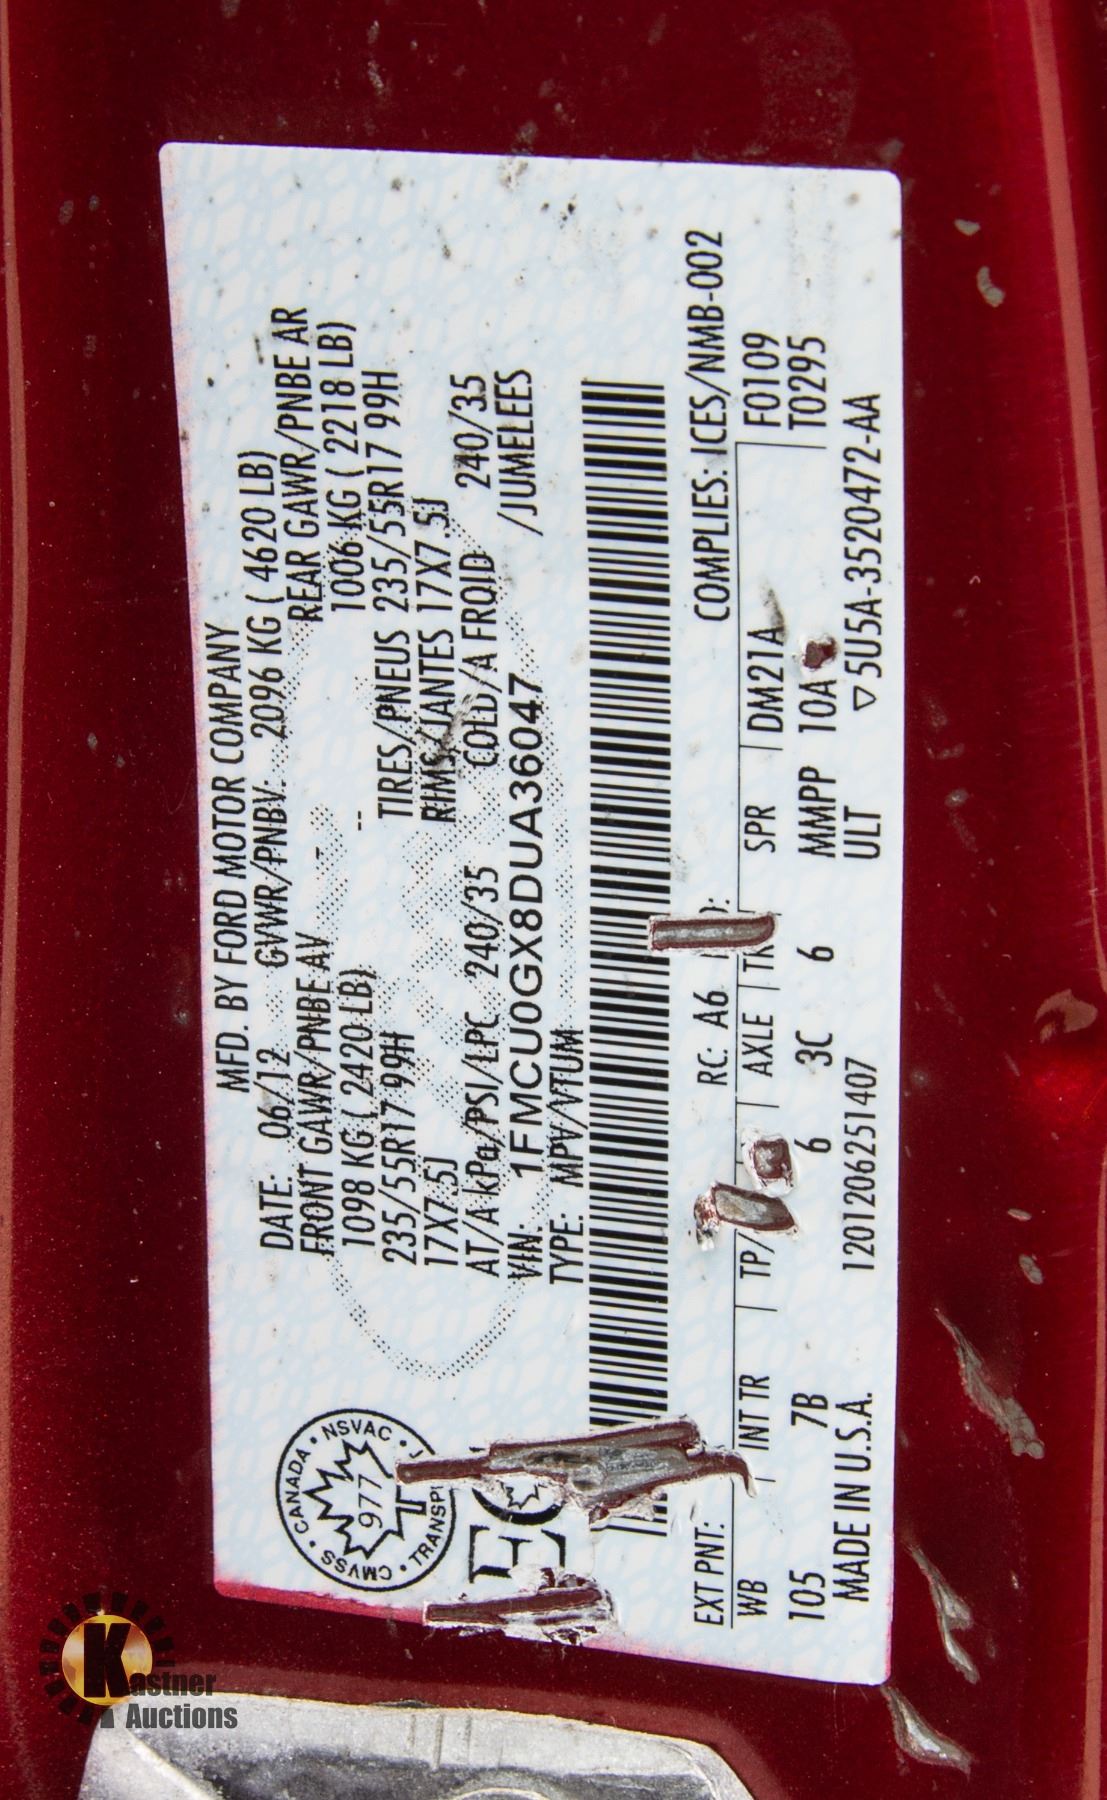 MFD. BY FORD MOTOR COMPANY
DATE: 06/12 GVWR/PNBV: 2096 KG ( 4620 LB)
FRONT GAWR/PNBE AV REAR GAWR/PNBE AR
1098 KG ( 2420 LB) -- 1006 KG ( 2218 LB)
235/55R17 99H TIRES/PNEUS 235/55R17 99H
17X7.5J RIMS/JANTES 17X7.5J
AT/A kPa/PSI/LPC 240/35 COLD/A FROID 240/35
VIN: 1FMCU0GX8DUA36047 /JUMELEES
TYPE: MPV/VTUM
CANADA • NSVAC •
CMVSS •
• TRANSP
977
T
EC
COMPLIES: ICES/NMB-002
EXT PNT: RC: A6
WB | INT TR | TP/ | AXLE | TR | SPR | DM21A F0109
105 7B 6 3C 6 MMPP 10A T0295
MADE IN U.S.A. 120120625​1407 ULT ▽5U5A-3520472-AA
Kastner
Auctions